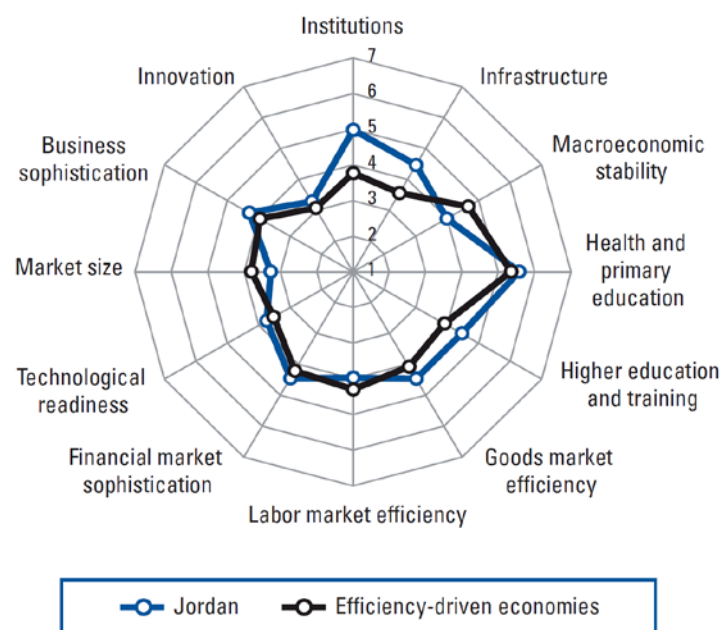 Institutions
7
Innovation
6
Infrastructure
5
Business
sophistication
4
Macroeconomic
stability
3
2
Market size
1
Health and
primary
education
Technological
readiness
Higher education
and training
Financial market
sophistication
Goods market
efficiency
Labor market efficiency
Jordan
Efficiency-driven economies